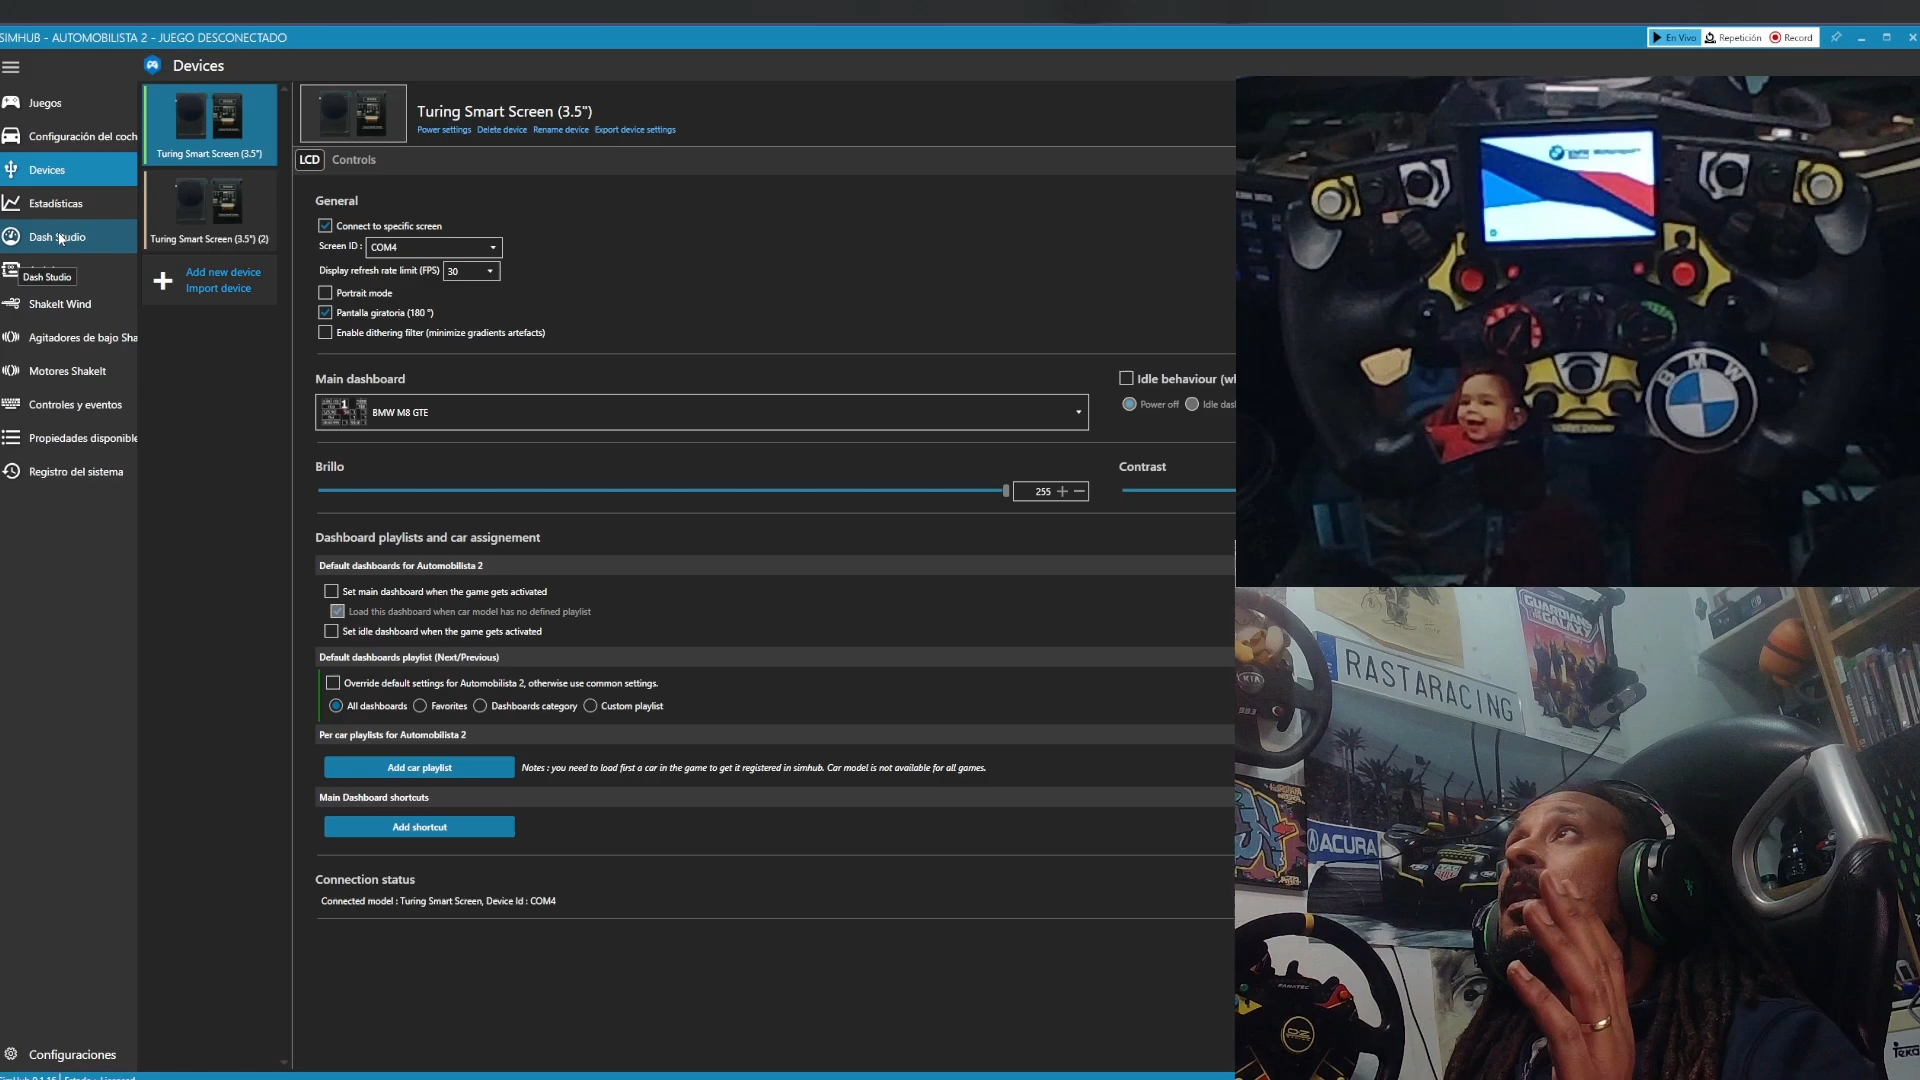 SIMHUB - AUTOMOBILISTA 2 - JUEGO DESCONECTADO
En Vivo
Repetición
Record
Devices
Juegos
Configuración del coch
Devices
Estadísticas
Dash Studio
Dash Studio
ShakeIt Wind
Agitadores de bajo Sha
Motores ShakeIt
Controles y eventos
Propiedades disponible
Registro del sistema
Configuraciones
Turing Smart Screen (3.5")
Turing Smart Screen (3.5") (2)
Add new device
Import device
Turing Smart Screen (3.5")
Power settings Delete device Rename device Export device settings
LCD Controls
General
Connect to specific screen
Screen ID : COM4
Display refresh rate limit (FPS) 30
Portrait mode
Pantalla giratoria (180 º)
Enable dithering filter (minimize gradients artefacts)
Main dashboard
BMW M8 GTE
Idle behaviour (wl
Power off Idle das
Brillo
255
Contrast
Dashboard playlists and car assignement
Default dashboards for Automobilista 2
Set main dashboard when the game gets activated
Load this dashboard when car model has no defined playlist
Set idle dashboard when the game gets activated
Default dashboards playlist (Next/Previous)
Override default settings for Automobilista 2, otherwise use common settings.
All dashboards Favorites Dashboards category Custom playlist
Per car playlists for Automobilista 2
Add car playlist
Notes : you need to load first a car in the game to get it registered in simhub. Car model is not available for all games.
Main Dashboard shortcuts
Add shortcut
Connection status
Connected model : Turing Smart Screen, Device Id : COM4
BMW
GUARDIANS
OF THE
GALAXY
RASTARACING
KIA
ACURA
FANATEC